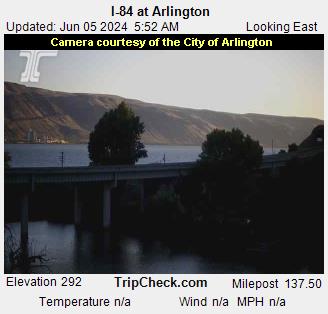 I-84 at Arlington
Updated: Jun 05 2024 5:52 AM Looking East
Camera courtesy of the City of Arlington
Elevation 292 TripCheck.com Milepost 137.50
Temperature n/a Wind n/a MPH n/a